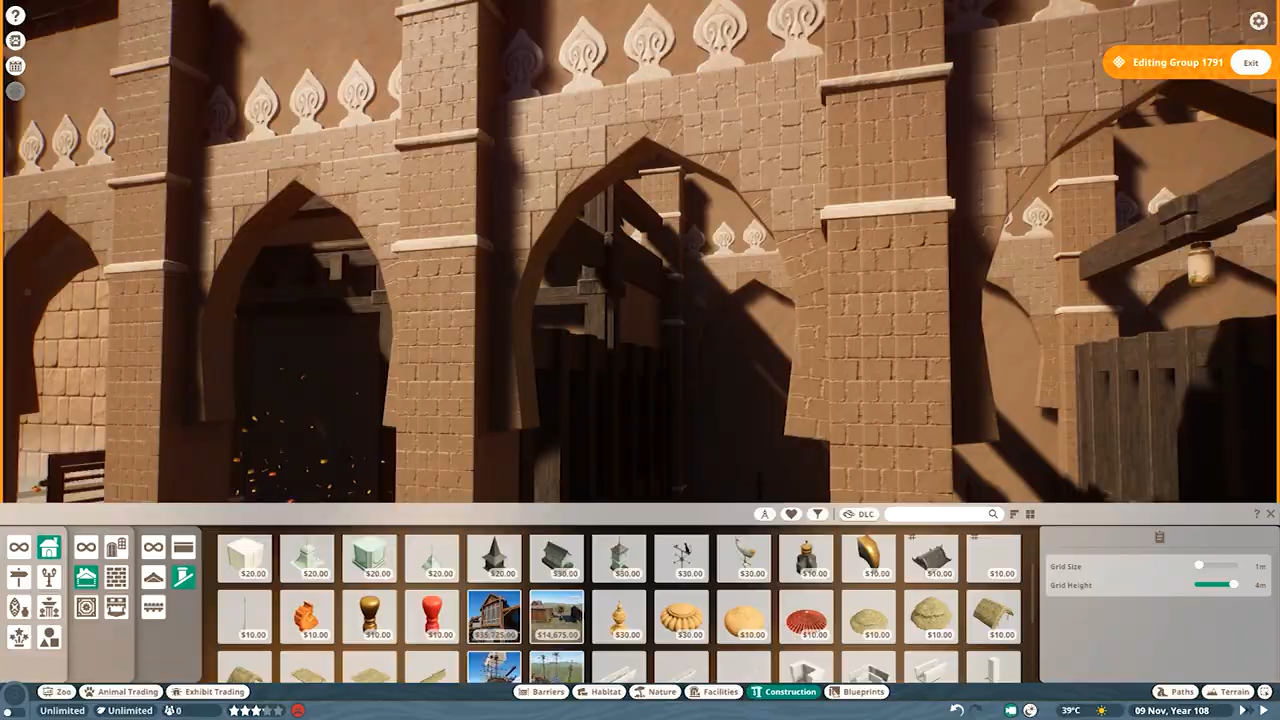 ?
Editing Group 1791 Exit
DLC ? ×
$20.00 $20.00 $20.00 $20.00 $20.00 $30.00 $50.00 $30.00 $30.00 $10.00 $10.00 $10.00 $10.00
Grid Size 1m
Grid Height 4m
$10.00 $10.00 $10.00 $10.00 $35,725.00 $14,675.00 $30.00 $30.00 $10.00 $10.00 $10.00 $10.00 $10.00
Zoo Animal Trading Exhibit Trading Barriers Habitat Nature Facilities Construction Blueprints Paths Terrain
Unlimited Unlimited 0 39°C 09 Nov, Year 108